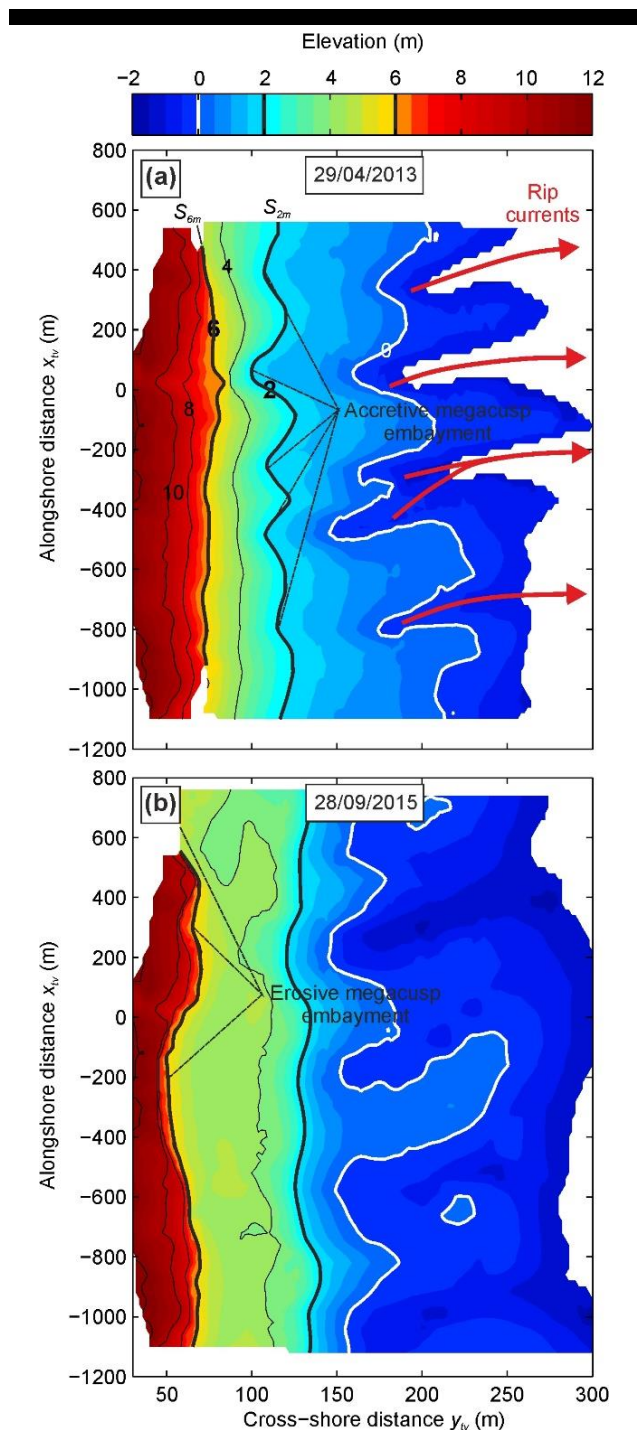 Elevation (m)
−2 0 2 4 6 8 10 12
(a)
29/04/2013
Rip
currents
S6m
S2m
4
6
2
0
8
10
Accretive megacusp
embayment
800
600
400
200
0
−200
−400
−600
−800
−1000
−1200
Alongshore distance xtv (m)
(b)
28/09/2015
Erosive megacusp
embayment
800
600
400
200
0
−200
−400
−600
−800
−1000
−1200
Alongshore distance xtv (m)
50 100 150 200 250 300
Cross−shore distance ytv (m)